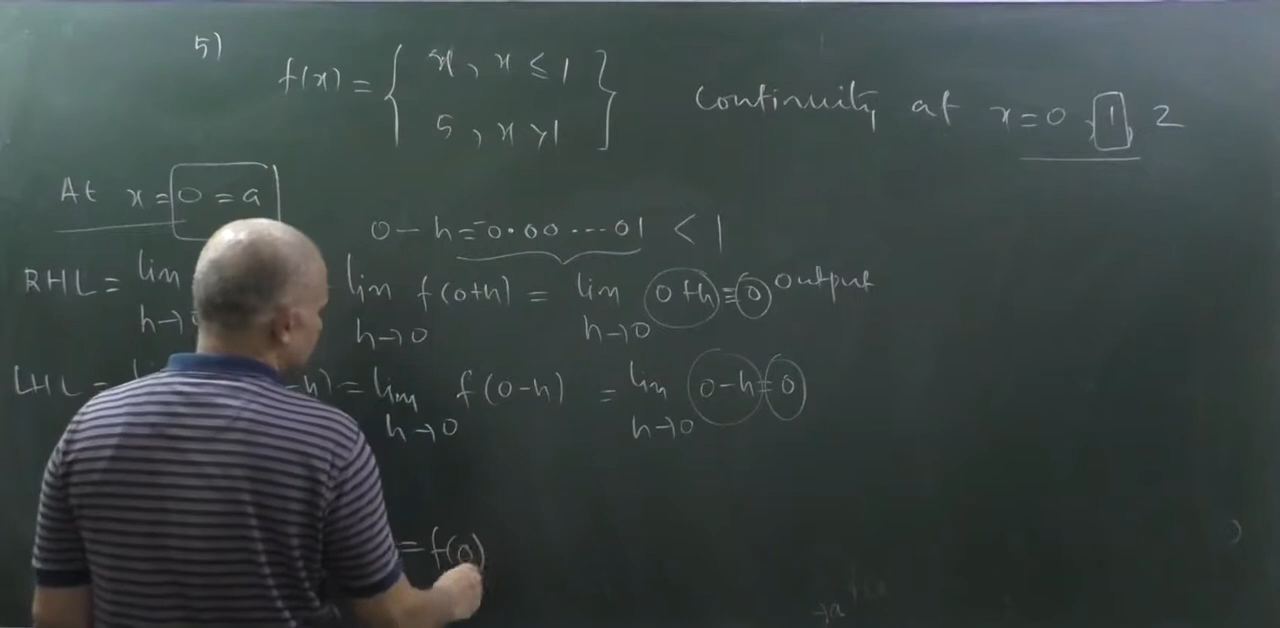 5)
f(x) = { x, x ≤ 1
5, x > 1 }
Continuity at x = 0, 1, 2
At x = 0 = a
0 - h = -0.00...01 < 1
RHL = lim h→0 lim h→0 f(0+h) = lim h→0 0+h = 0 output
LHL = -h) = lim h→0 f(0-h) = lim h→0 0-h = 0
= f(0)
→a